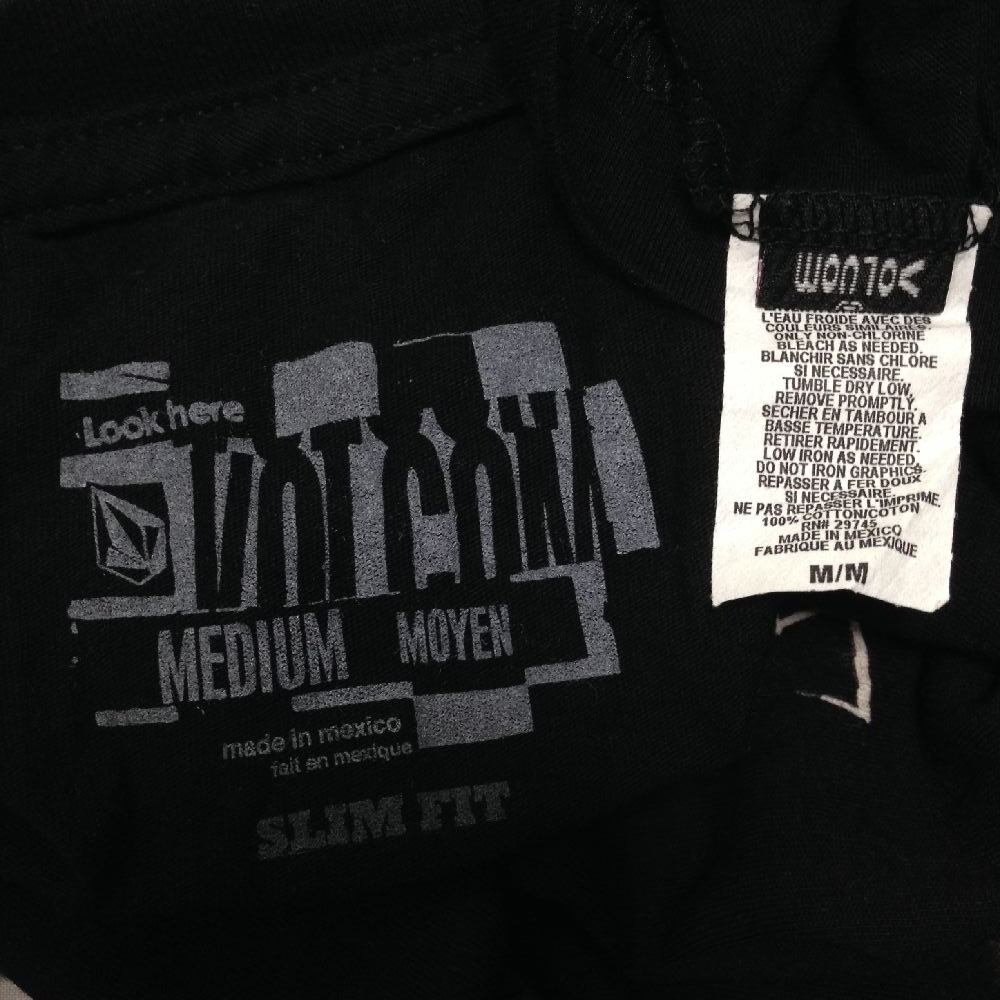 Look here
VOLCOM
MEDIUM MOYEN
made in mexico
fait en mexique
SLIM FIT
VOLCOM
L'EAU FROIDE AVEC DES
COULEURS SIMILAIRES
ONLY NON-CHLORINE
BLEACH AS NEEDED.
BLANCHIR SANS CHLORE
SI NECESSAIRE.
TUMBLE DRY LOW,
REMOVE PROMPTLY.
SECHER EN TAMBOUR A
BASSE TEMPERATURE.
RETIRER RAPIDEMENT.
LOW IRON AS NEEDED.
DO NOT IRON GRAPHICS.
REPASSER A FER DOUX
SI NECESSAIRE.
NE PAS REPASSER L'IMPRIME.
100% COTTON/COTON
RN# 29745
MADE IN MEXICO
FABRIQUE AU MEXIQUE
M/M